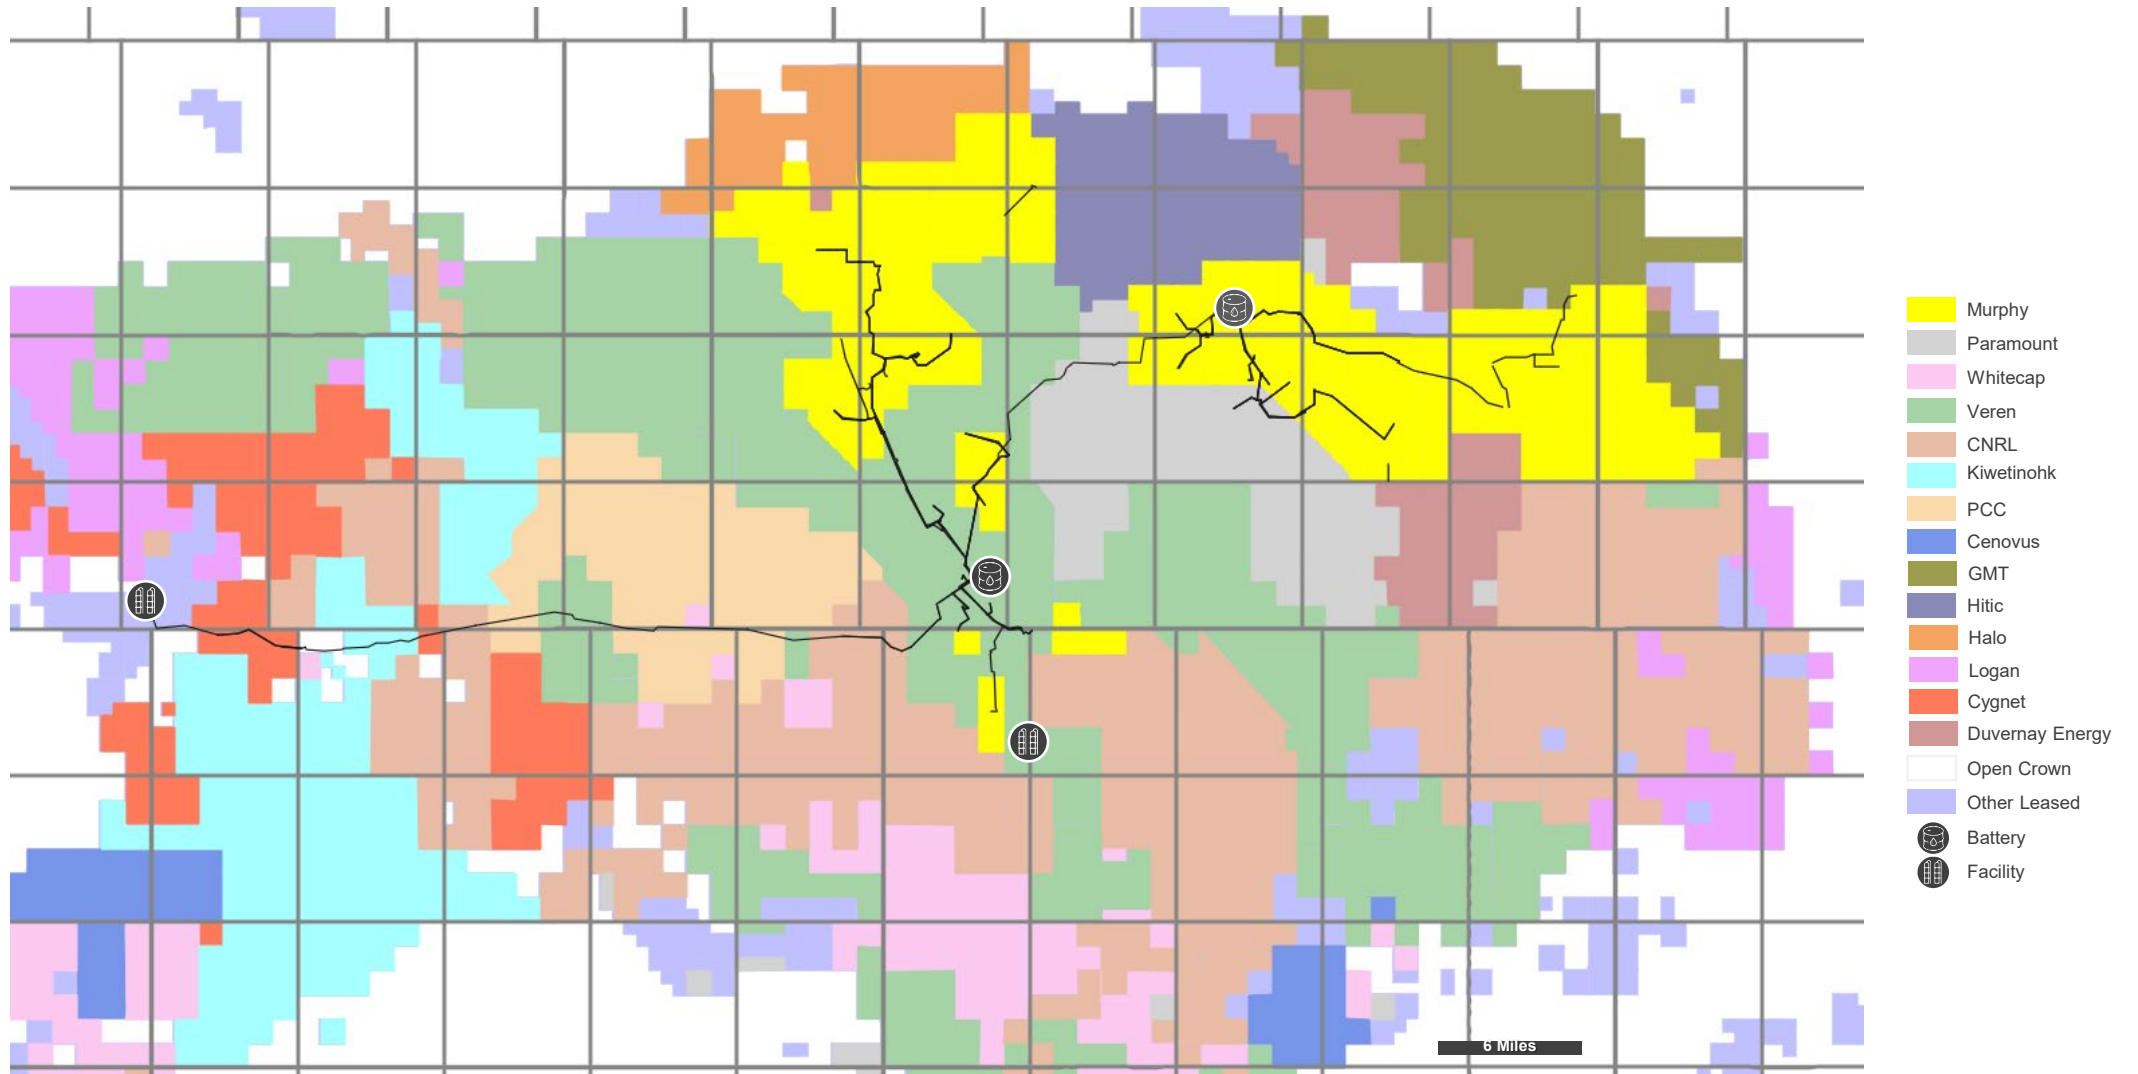 Murphy
Paramount
Whitecap
Veren
CNRL
Kiwetinohk
PCC
Cenovus
GMT
Hitic
Halo
Logan
Cygnet
Duvernay Energy
Open Crown
Other Leased
Battery
Facility
6 Miles